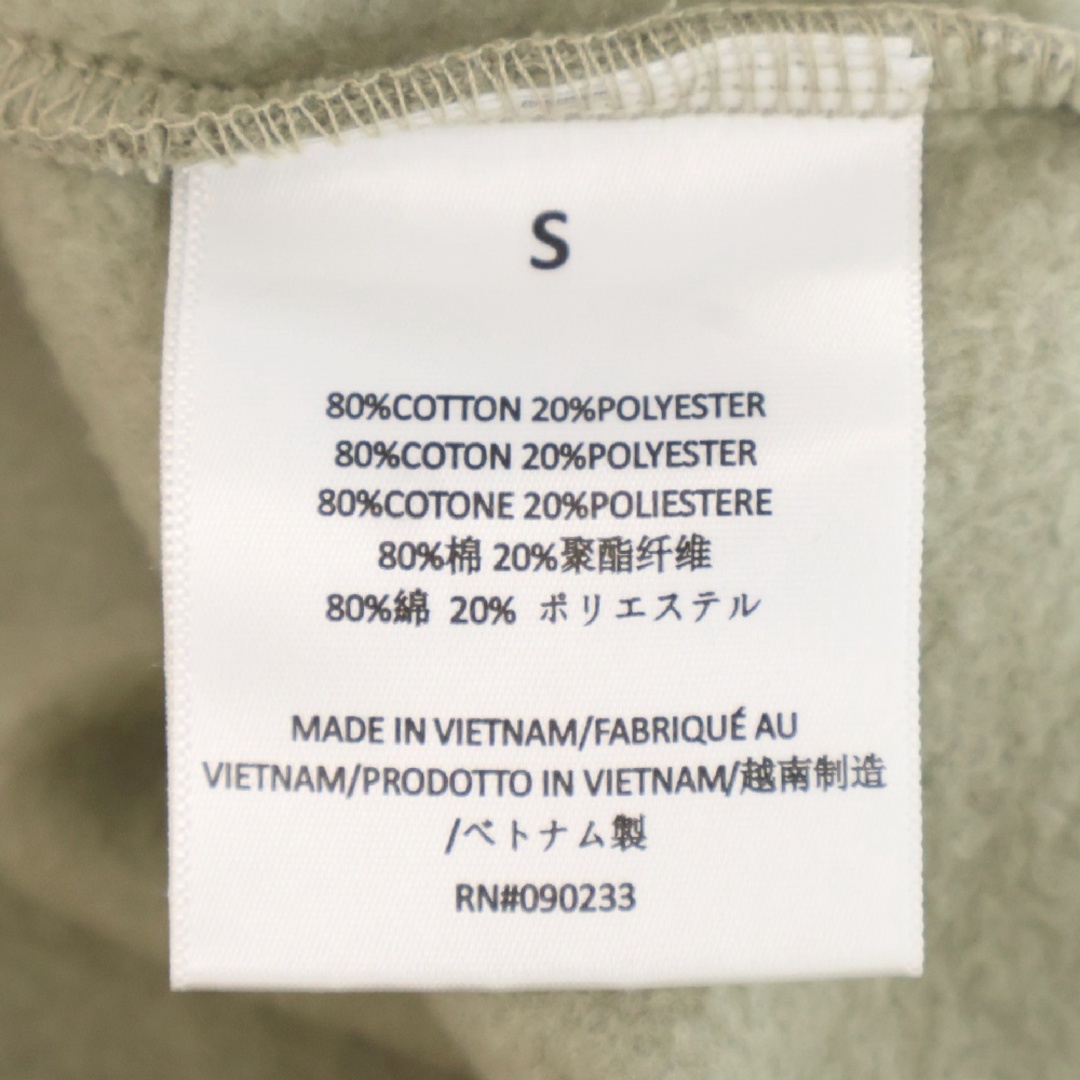 S
80%COTTON 20%POLYESTER
80%COTON 20%POLYESTER
80%COTONE 20%POLIESTERE
80%棉 20%聚酯纤维
80%綿 20% ポリエステル
MADE IN VIETNAM/FABRIQUÉ AU
VIETNAM/PRODOTTO IN VIETNAM/越南制造
/ベトナム製
RN#090233